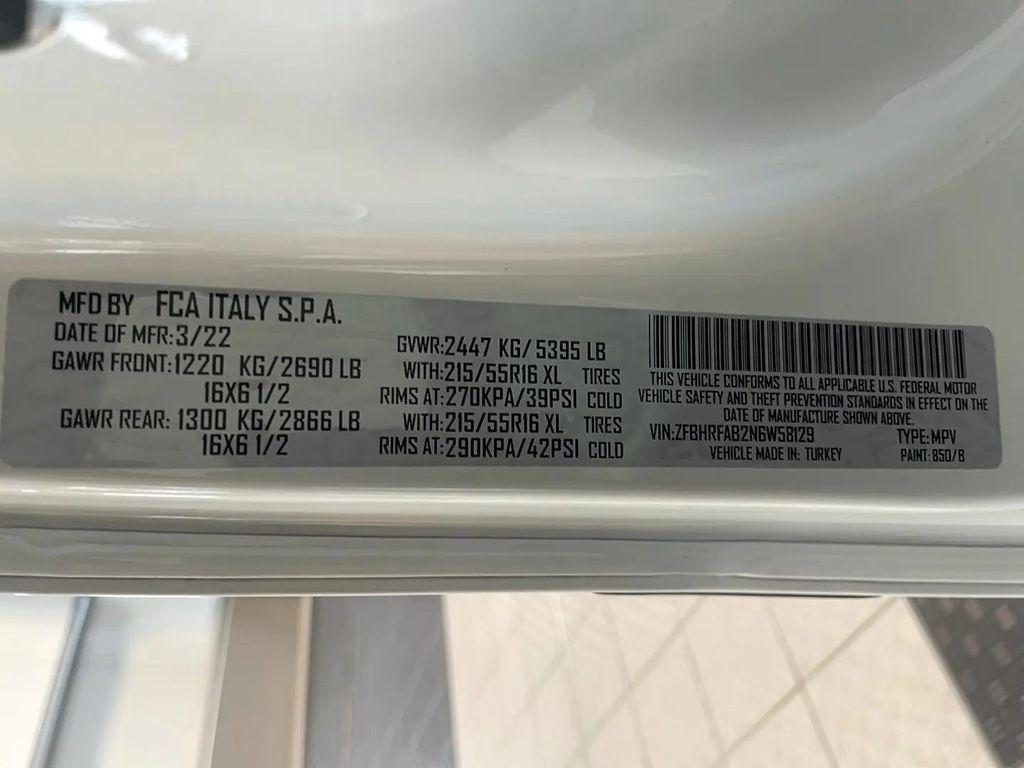 MFD BY FCA ITALY S.P.A.
DATE OF MFR:3/22
GAWR FRONT:1220 KG/2690 LB
16X6 1/2
GAWR REAR: 1300 KG/2866 LB
16X6 1/2
GVWR:2447 KG/5395 LB
WITH:215/55R16 XL TIRES
RIMS AT:270KPA/39PSI COLD
WITH:215/55R16 XL TIRES
RIMS AT:290KPA/42PSI COLD
THIS VEHICLE CONFORMS TO ALL APPLICABLE U.S. FEDERAL MOTOR
VEHICLE SAFETY AND THEFT PREVENTION STANDARDS IN EFFECT ON THE
DATE OF MANUFACTURE SHOWN ABOVE.
VIN:ZFBHRFAB2N6W58129 TYPE:MPV
VEHICLE MADE IN: TURKEY PAINT: 850/B